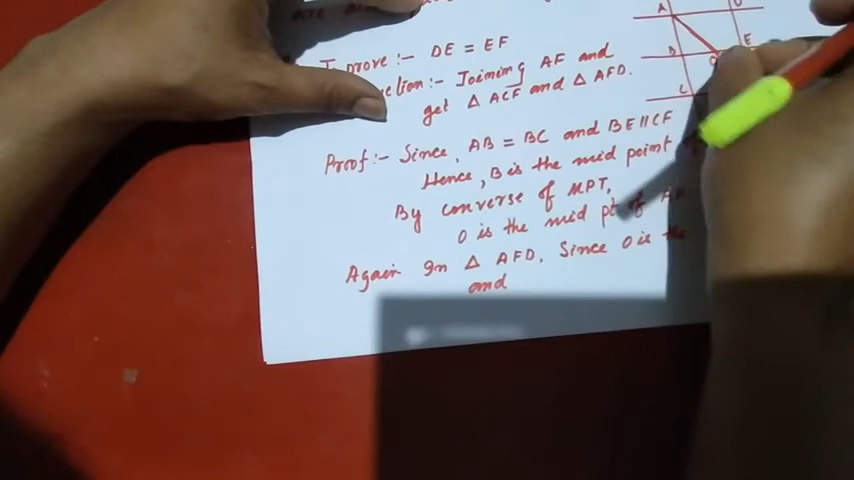 A
To prove :- DE = EF
B E
Joining AF and
get △ ACF and △ AFD.
C
Proof :- Since, AB = BC and BE || CF
Hence, B is the mid point
By converse of MPT,
O is the mid pt of
Again In △ AFD. Since O is the
and